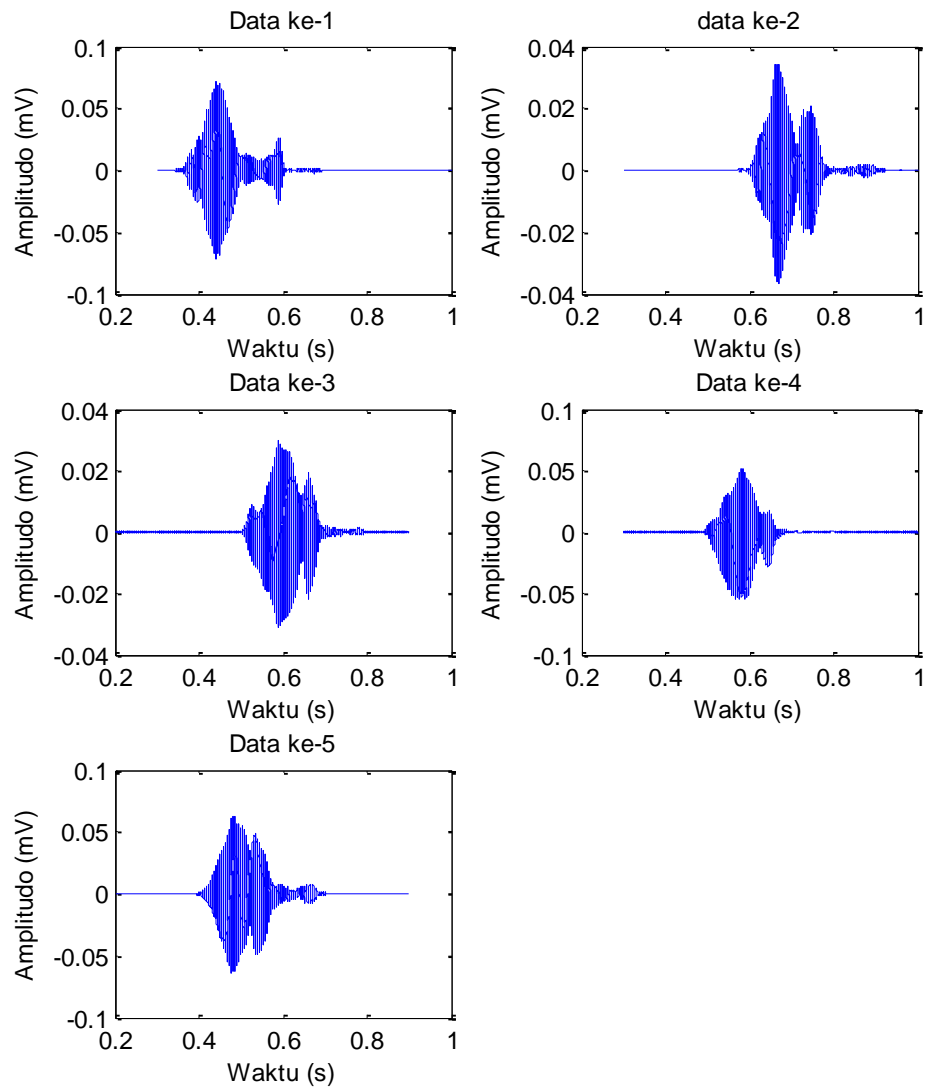 Data ke-1
0.1
0.05
0
-0.05
-0.1
Amplitudo (mV)
0.2 0.4 0.6 0.8 1
Waktu (s)
data ke-2
0.04
0.02
0
-0.02
-0.04
Amplitudo (mV)
0.2 0.4 0.6 0.8 1
Waktu (s)
Data ke-3
0.04
0.02
0
-0.02
-0.04
Amplitudo (mV)
0.2 0.4 0.6 0.8 1
Waktu (s)
Data ke-4
0.1
0.05
0
-0.05
-0.1
Amplitudo (mV)
0.2 0.4 0.6 0.8 1
Waktu (s)
Data ke-5
0.1
0.05
0
-0.05
-0.1
Amplitudo (mV)
0.2 0.4 0.6 0.8 1
Waktu (s)